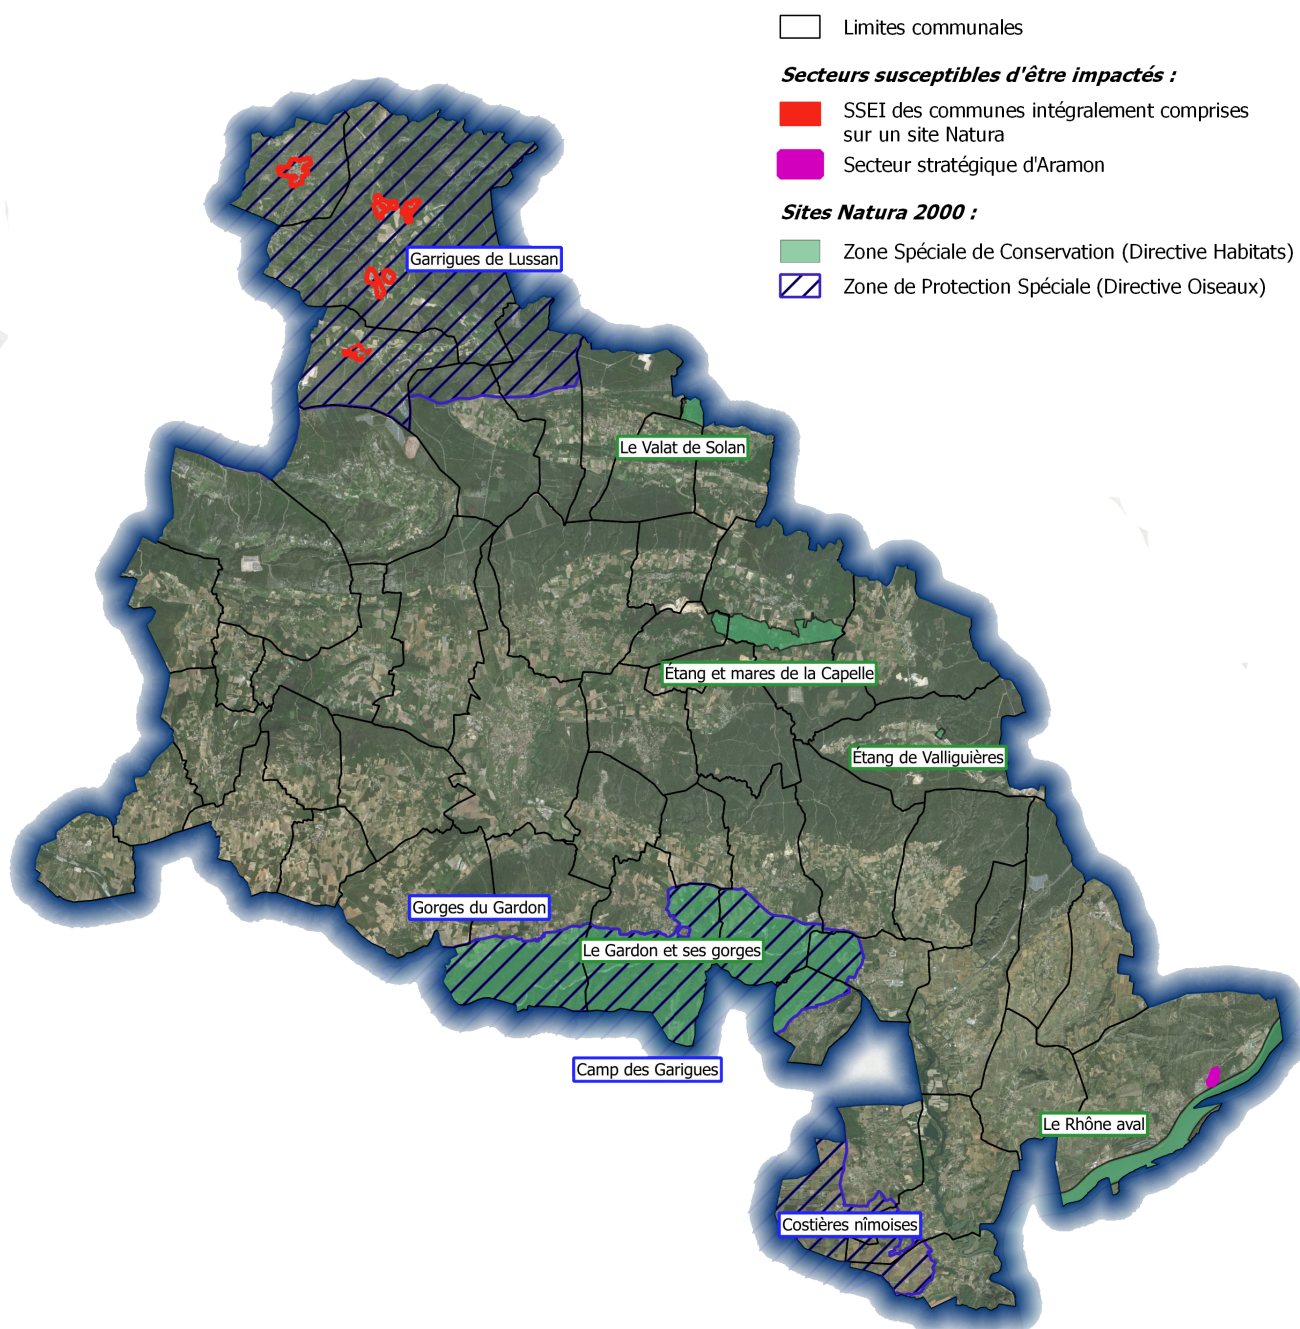 Limites communales
Secteurs susceptibles d'être impactés :
SSEI des communes intégralement comprises
sur un site Natura
Secteur stratégique d'Aramon
Sites Natura 2000 :
Zone Spéciale de Conservation (Directive Habitats)
Zone de Protection Spéciale (Directive Oiseaux)
Garrigues de Lussan
Le Valat de Solan
Étang et mares de la Capelle
Étang de Valliguières
Gorges du Gardon
Le Gardon et ses gorges
Camp des Garigues
Le Rhône aval
Costières nîmoises